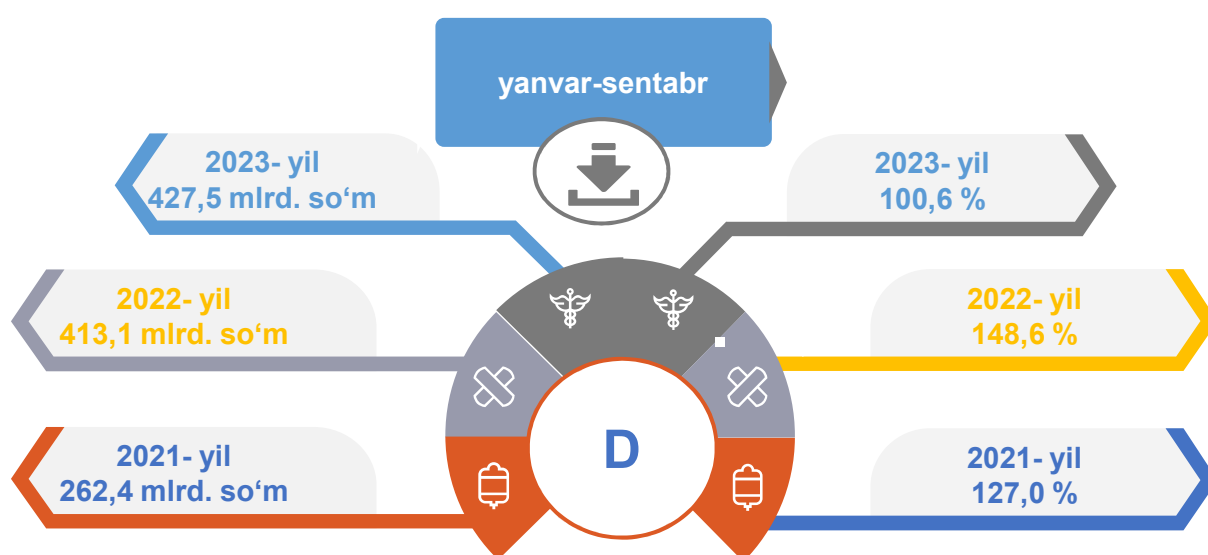 yanvar-sentabr
2023- yil
427,5 mlrd. so‘m
2023- yil
100,6 %
2022- yil
413,1 mlrd. so‘m
2022- yil
148,6 %
2021- yil
262,4 mlrd. so‘m
2021- yil
127,0 %
D